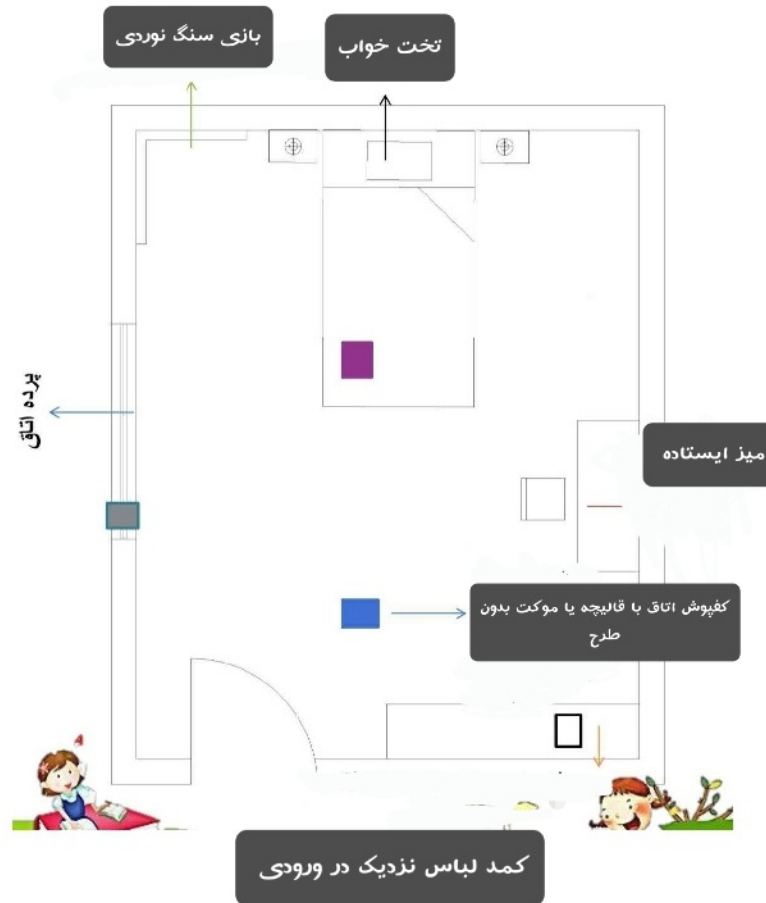 بازی سنگ نوردی
تخت خواب
پرده اتاق
میز ایستاده
کفپوش اتاق با قالیچه یا موکت بدون
طرح
کمد لباس نزدیک در ورودی